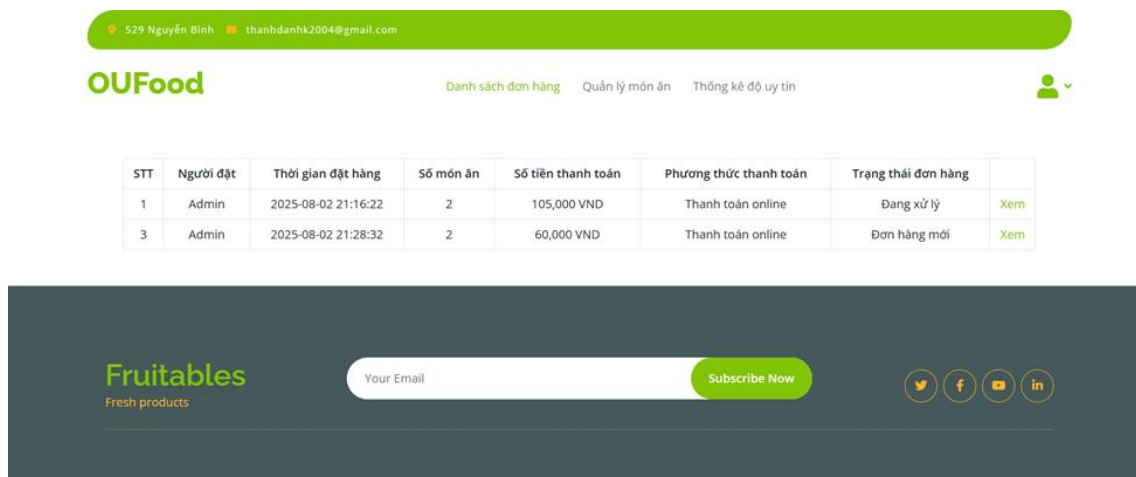 529 Nguyễn Bình thanhdanhk2004@gmail.com
OUFood Danh sách đơn hàng Quản lý món ăn Thống kê độ uy tín
STT Người đặt Thời gian đặt hàng Số món ăn Số tiền thanh toán Phương thức thanh toán Trạng thái đơn hàng
1 Admin 2025-08-02 21:16:22 2 105,000 VND Thanh toán online Đang xử lý Xem
3 Admin 2025-08-02 21:28:32 2 60,000 VND Thanh toán online Đơn hàng mới Xem
Fruitables Your Email Subscribe Now
Fresh products